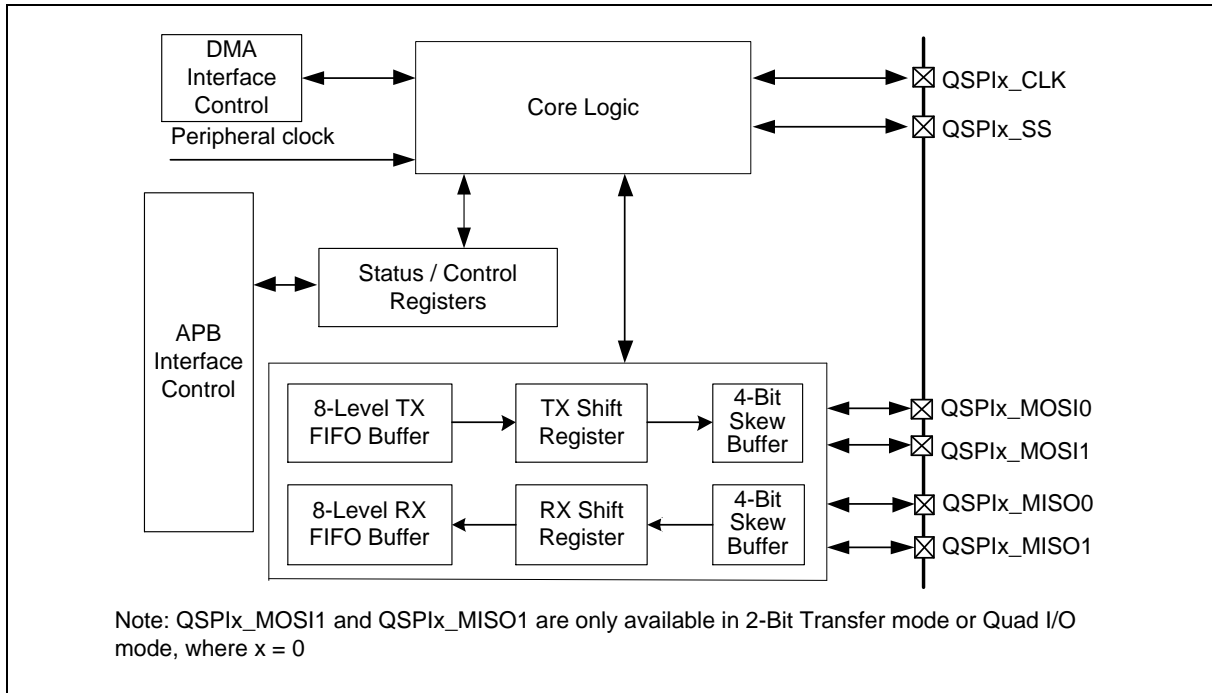 DMA
Interface
Control
Peripheral clock
Core Logic
QSPIx_CLK
QSPIx_SS
Status / Control
Registers
APB
Interface
Control
8-Level TX
FIFO Buffer
TX Shift
Register
4-Bit
Skew
Buffer
8-Level RX
FIFO Buffer
RX Shift
Register
4-Bit
Skew
Buffer
QSPIx_MOSI0
QSPIx_MOSI1
QSPIx_MISO0
QSPIx_MISO1
Note: QSPIx_MOSI1 and QSPIx_MISO1 are only available in 2-Bit Transfer mode or Quad I/O
mode, where x = 0